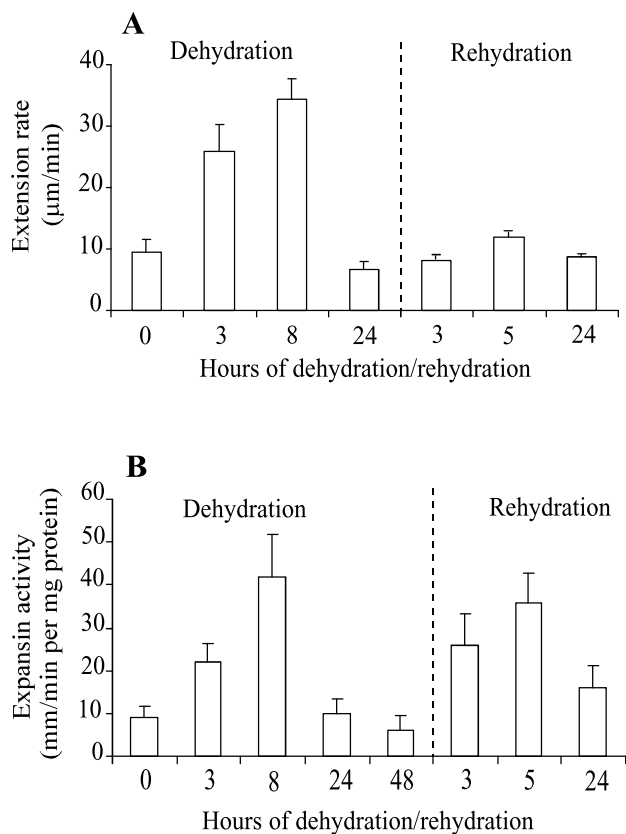 A
Dehydration Rehydration
Extension rate
(μm/min)
40
30
20
10
0
0 3 8 24 3 5 24
Hours of dehydration/rehydration
B
Dehydration Rehydration
Expansin activity
(mm/min per mg protein)
60
50
40
30
20
10
0
0 3 8 24 48 3 5 24
Hours of dehydration/rehydration